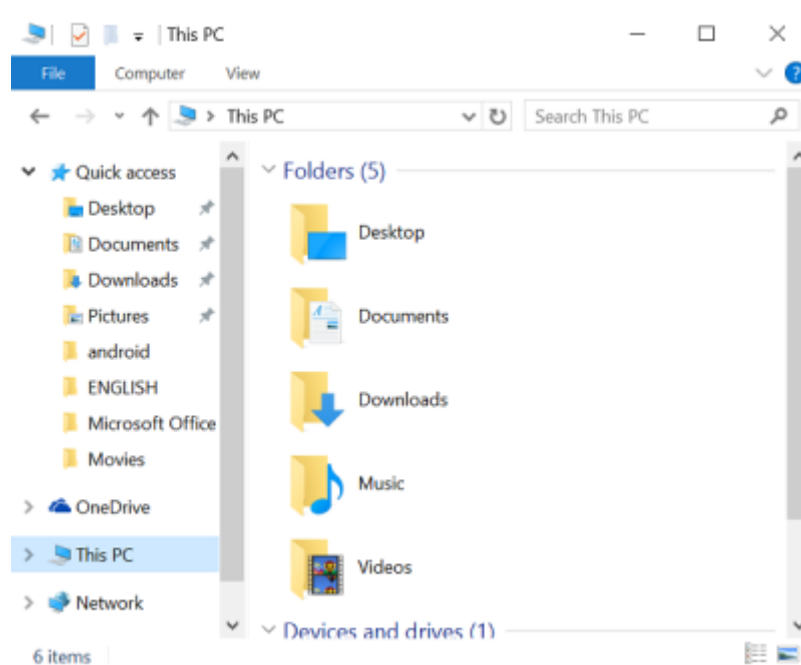 This PC
File Computer View
This PC Search This PC
Quick access
Desktop
Documents
Downloads
Pictures
android
ENGLISH
Microsoft Office
Movies
OneDrive
This PC
Network
Folders (5)
Desktop
Documents
Downloads
Music
Videos
Devices and drives (1)
6 items